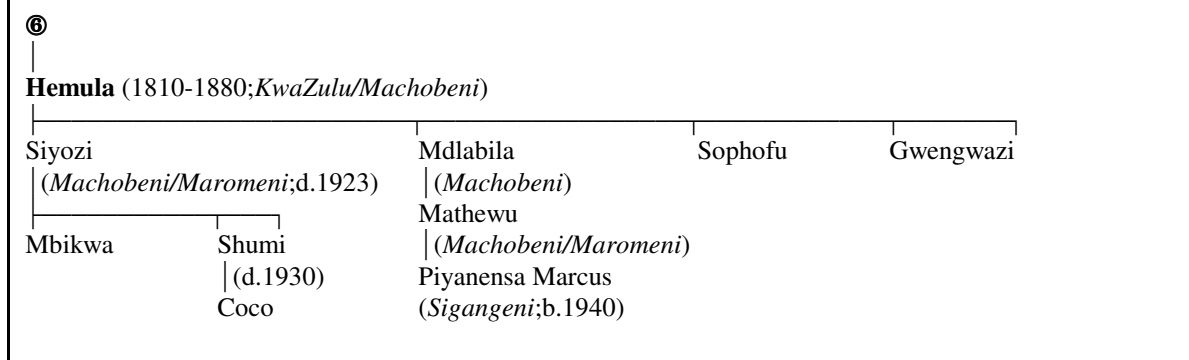 ⑥
Hemula (1810-1880;KwaZulu/Machobeni)
Siyozi Mdlabila Sophofu Gwengwazi
(Machobeni/Maromeni;d.1923) (Machobeni)
Mathewu
Mbikwa Shumi (Machobeni/Maromeni)
(d.1930) Piyanensa Marcus
Coco (Sigangeni;b.1940)